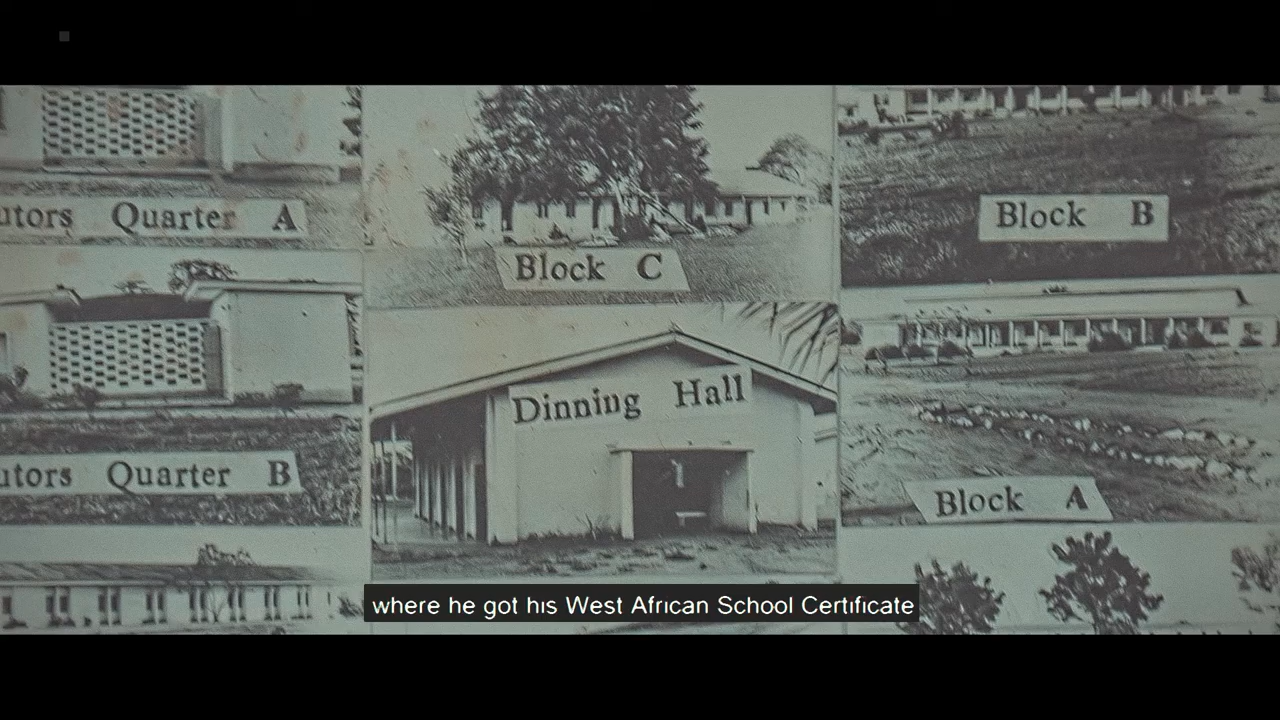 utors Quarter A
Block C
Block B
Dinning Hall
utors Quarter B
Block A
where he got his West African School Certificate